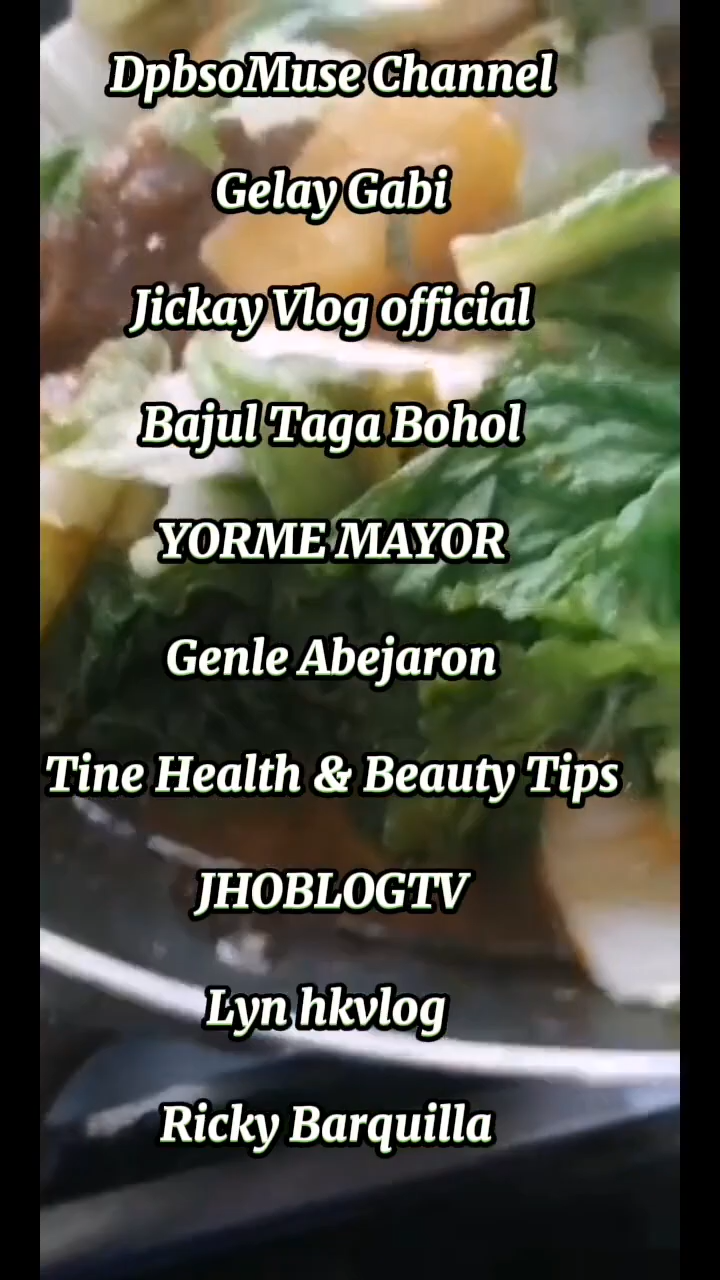 DpbsoMuse Channel
Gelay Gabi
Jickay Vlog official
Bajul Taga Bohol
YORME MAYOR
Genle Abejaron
Tine Health & Beauty Tips
JHOBLOGTV
Lyn hkvlog
Ricky Barquilla